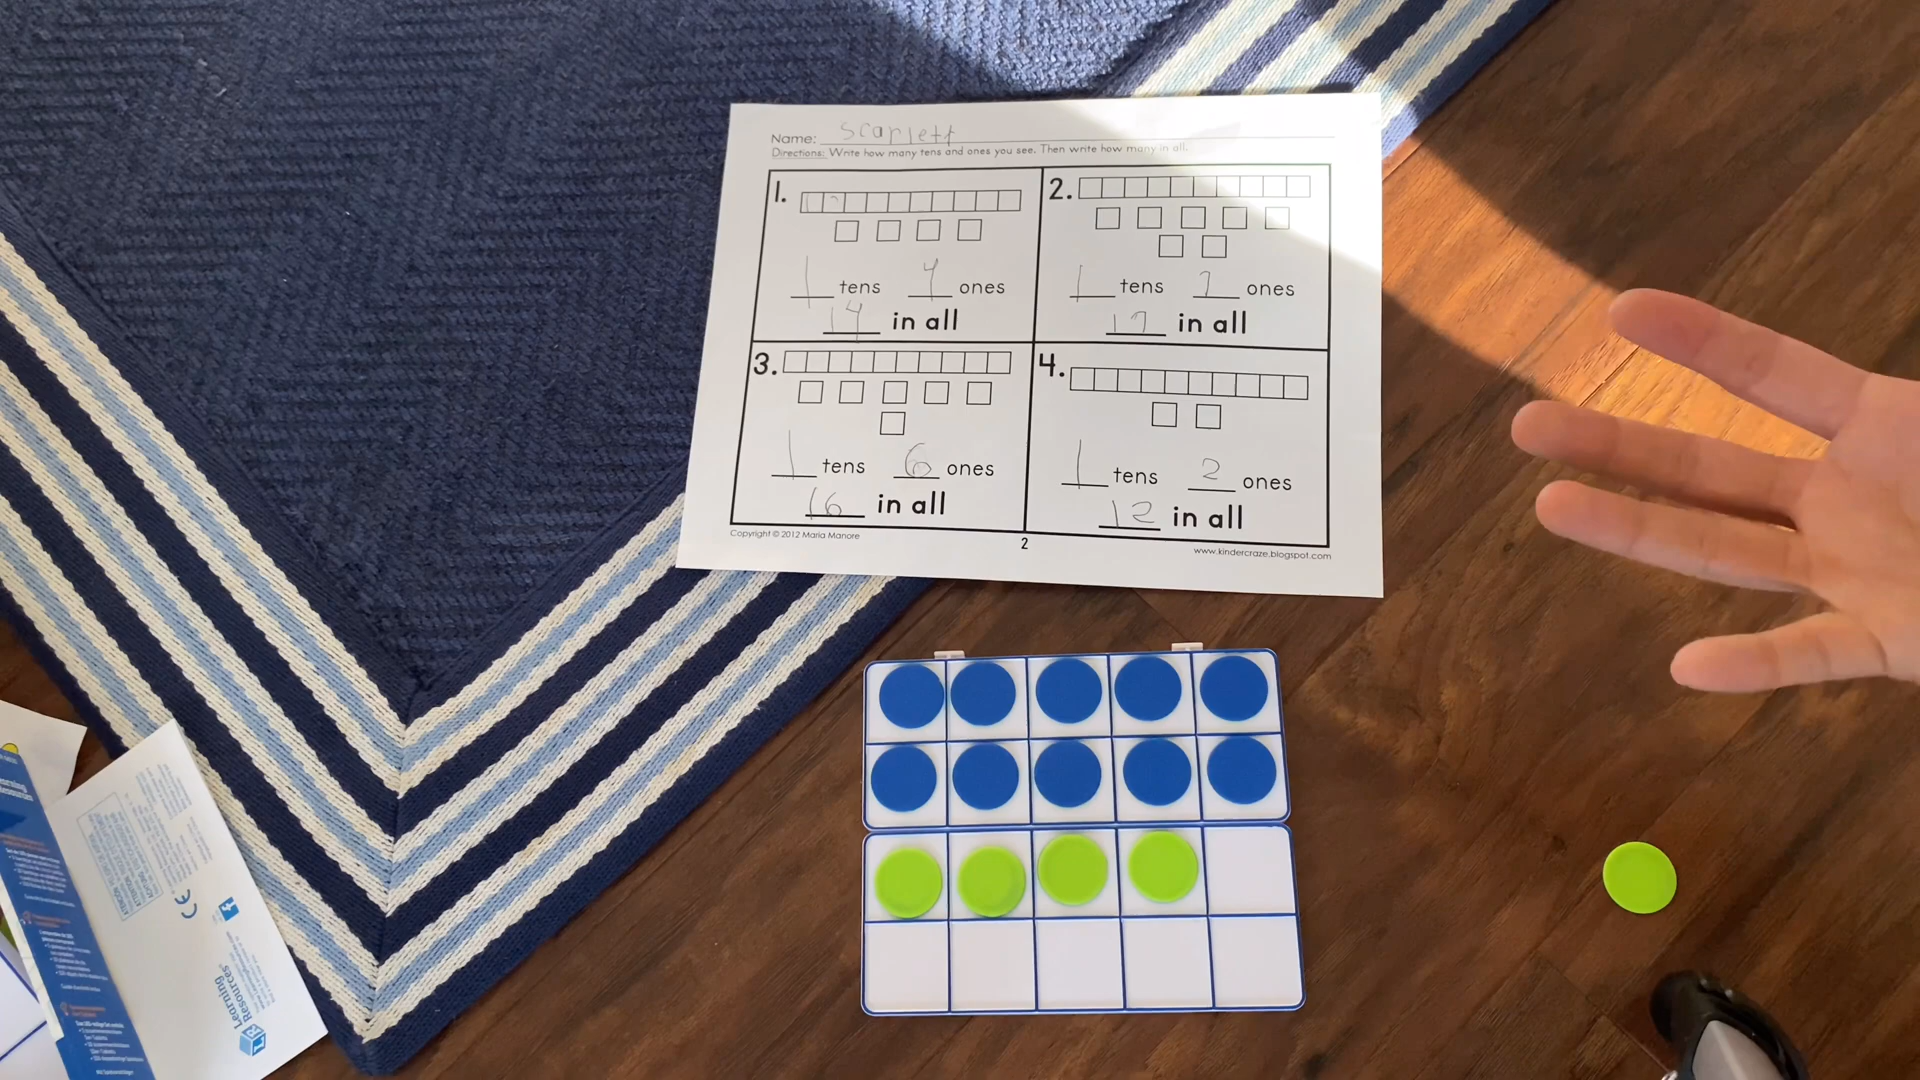 Name: Scarlett
Directions: Write how many tens and ones you see. Then write how many in all.
1.
1 tens 4 ones
14 in all
2.
1 tens 7 ones
17 in all
3.
1 tens 6 ones
16 in all
4.
1 tens 2 ones
12 in all
Copyright © 2012 Maria Manore
2
www.kindercraze.blogspot.com
Learning
Resources
CE